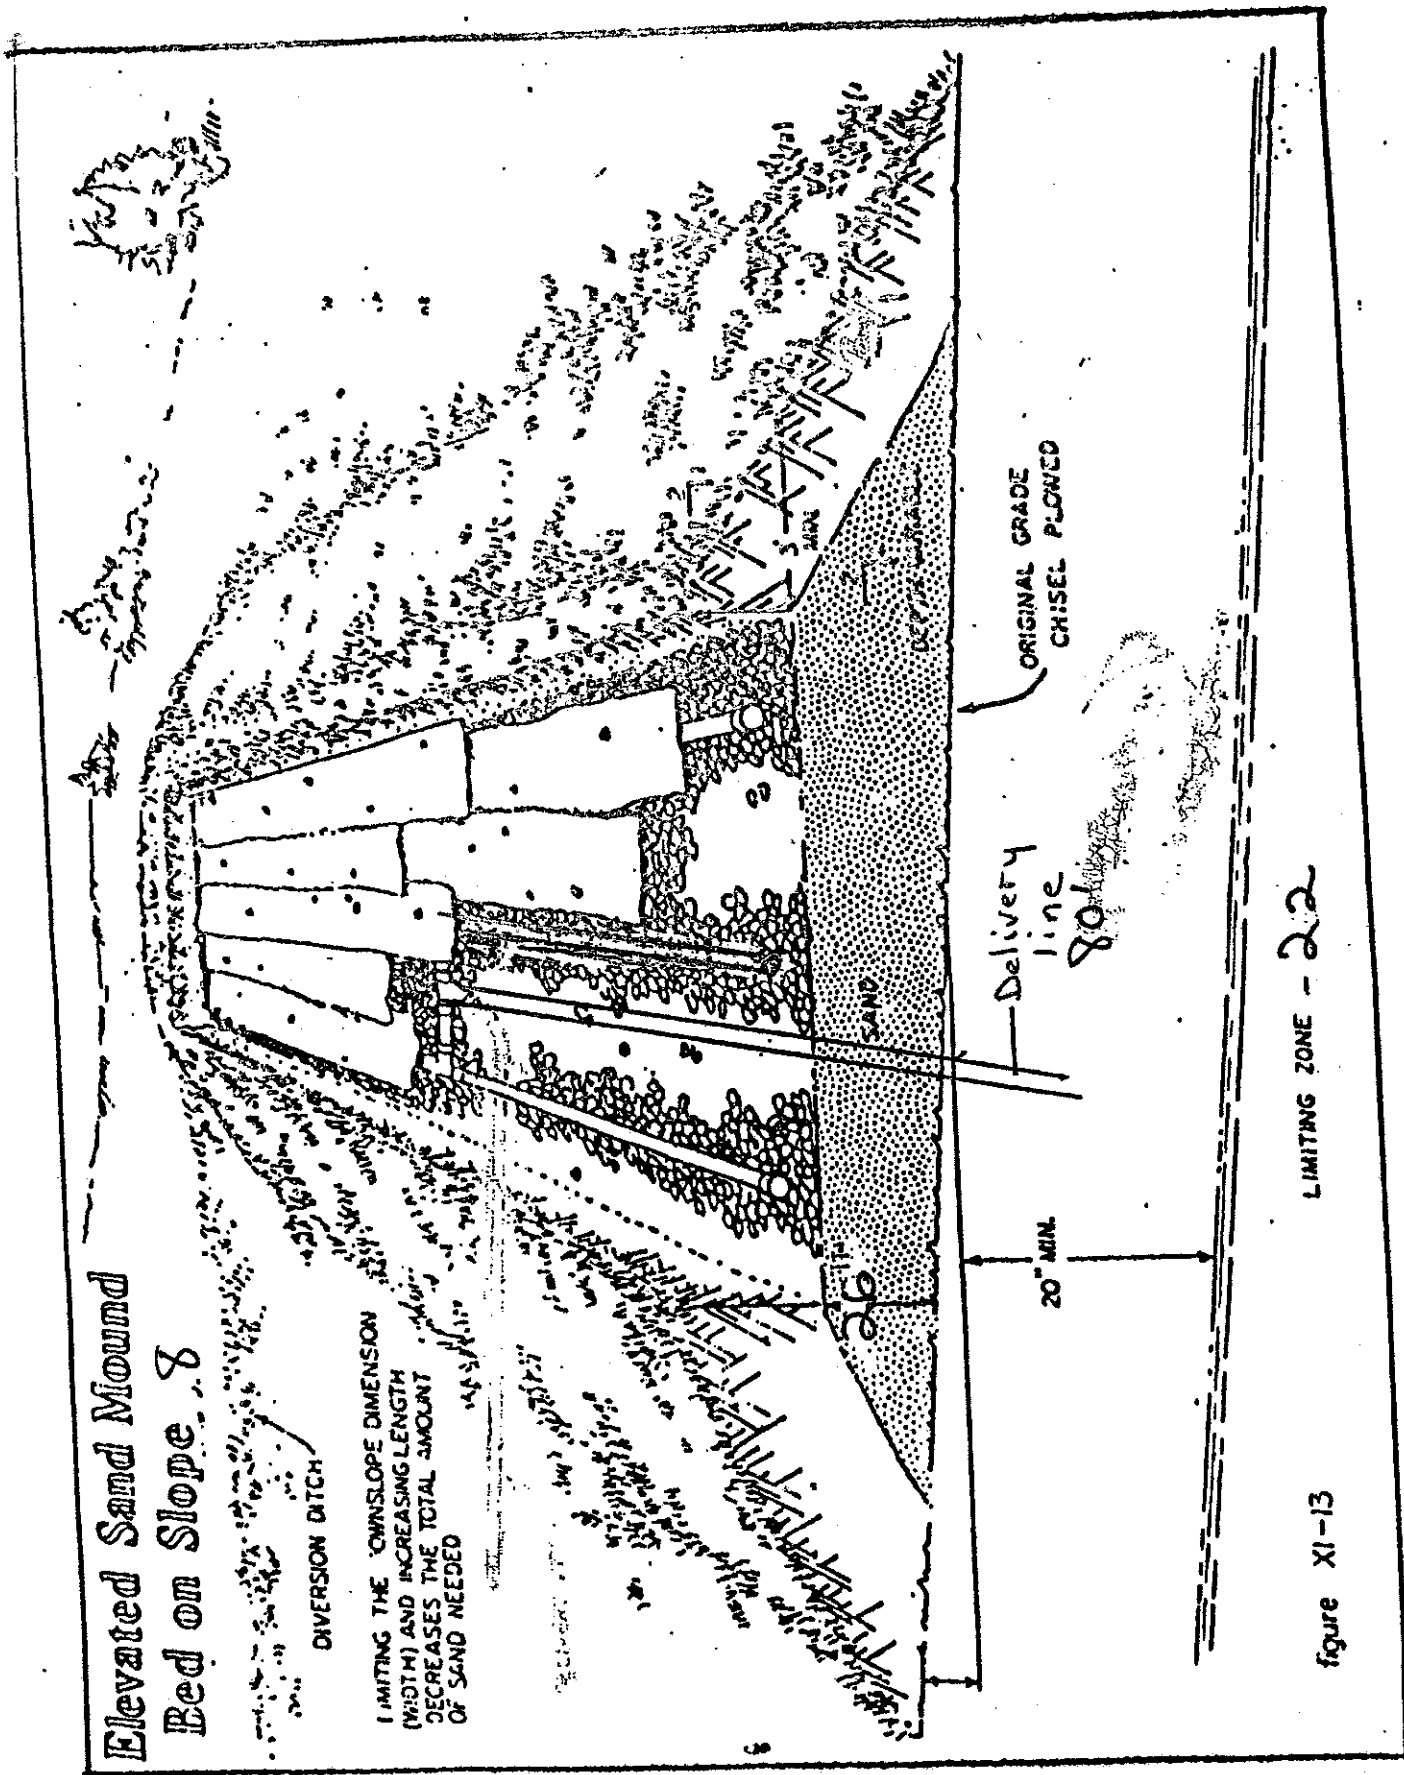 Elevated Sand Mound
Bed on Slope 8
DIVERSION DITCH
LIMITING THE DOWNSLOPE DIMENSION
(WIDTH) AND INCREASING LENGTH
DECREASES THE TOTAL AMOUNT
OF SAND NEEDED
26"
SAND
Delivery
line
80'
ORIGINAL GRADE
CHISEL PLOWED
20" MIN.
LIMITING ZONE - 22
figure XI-13